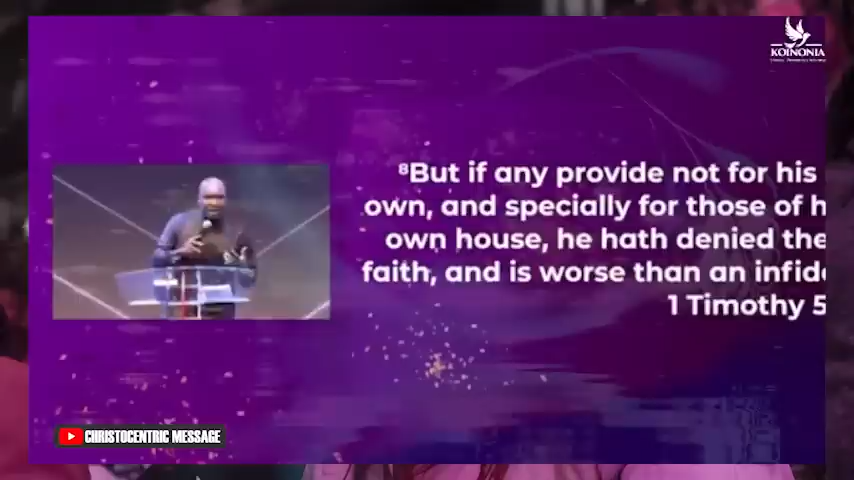 KOINONIA
⁸But if any provide not for his
own, and specially for those of h
own house, he hath denied the
faith, and is worse than an infid
1 Timothy 5
CHRISTOCENTRIC MESSAGE